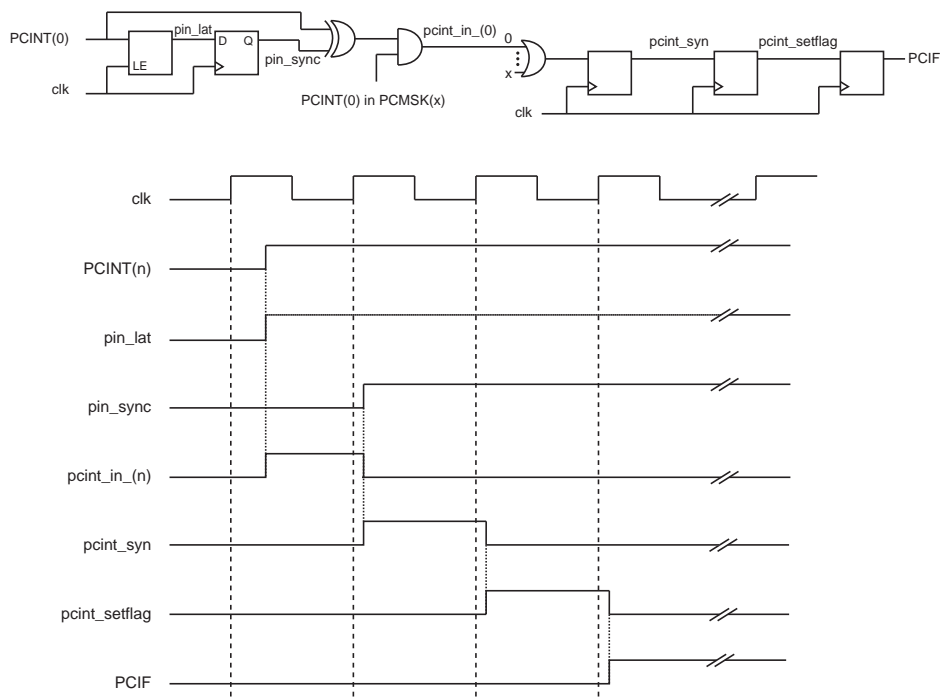 PCINT(0)
pin_lat
D Q
LE
pin_sync
clk
pcint_in_(0)
0
x
PCINT(0) in PCMSK(x)
pcint_syn
pcint_setflag
PCIF
clk
clk
PCINT(n)
pin_lat
pin_sync
pcint_in_(n)
pcint_syn
pcint_setflag
PCIF